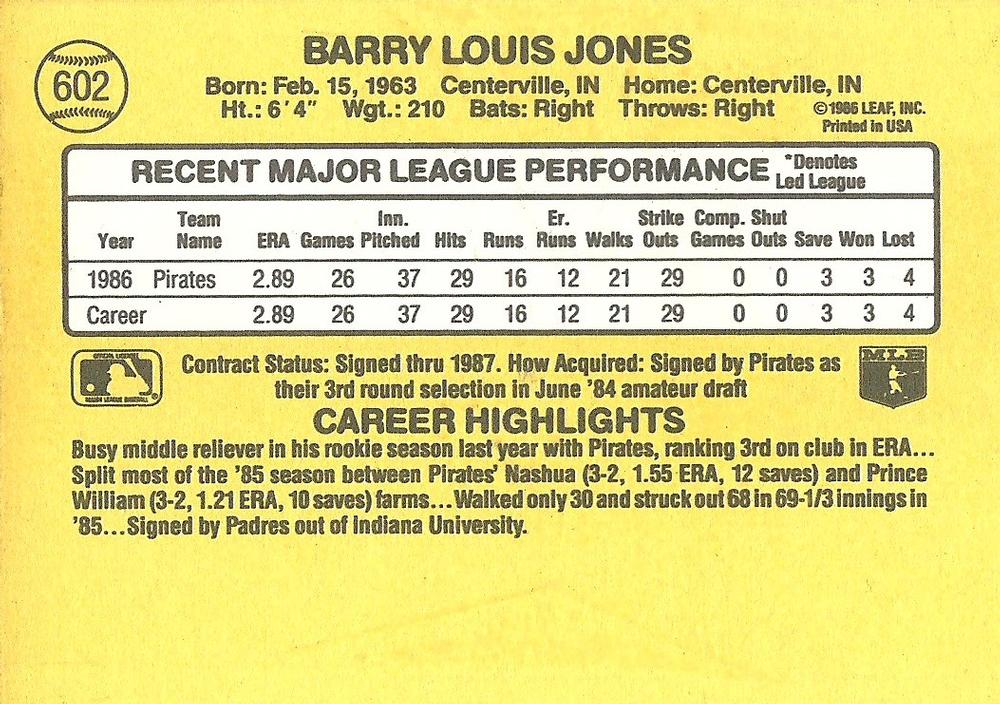 602
BARRY LOUIS JONES
Born: Feb. 15, 1963 Centerville, IN Home: Centerville, IN
Ht.: 6'4" Wgt.: 210 Bats: Right Throws: Right ©1986 LEAF, INC.
Printed in USA
RECENT MAJOR LEAGUE PERFORMANCE *Denotes
Led League
Team Inn. Er. Strike Comp. Shut
Year Name ERA Games Pitched Hits Runs Runs Walks Outs Games Outs Save Won Lost
1986 Pirates 2.89 26 37 29 16 12 21 29 0 0 3 3 4
Career 2.89 26 37 29 16 12 21 29 0 0 3 3 4
Contract Status: Signed thru 1987. How Acquired: Signed by Pirates as
their 3rd round selection in June '84 amateur draft
MLB
CAREER HIGHLIGHTS
Busy middle reliever in his rookie season last year with Pirates, ranking 3rd on club in ERA...
Split most of the '85 season between Pirates' Nashua (3-2, 1.55 ERA, 12 saves) and Prince
William (3-2, 1.21 ERA, 10 saves) farms...Walked only 30 and struck out 68 in 69-1/3 innings in
'85...Signed by Padres out of Indiana University.